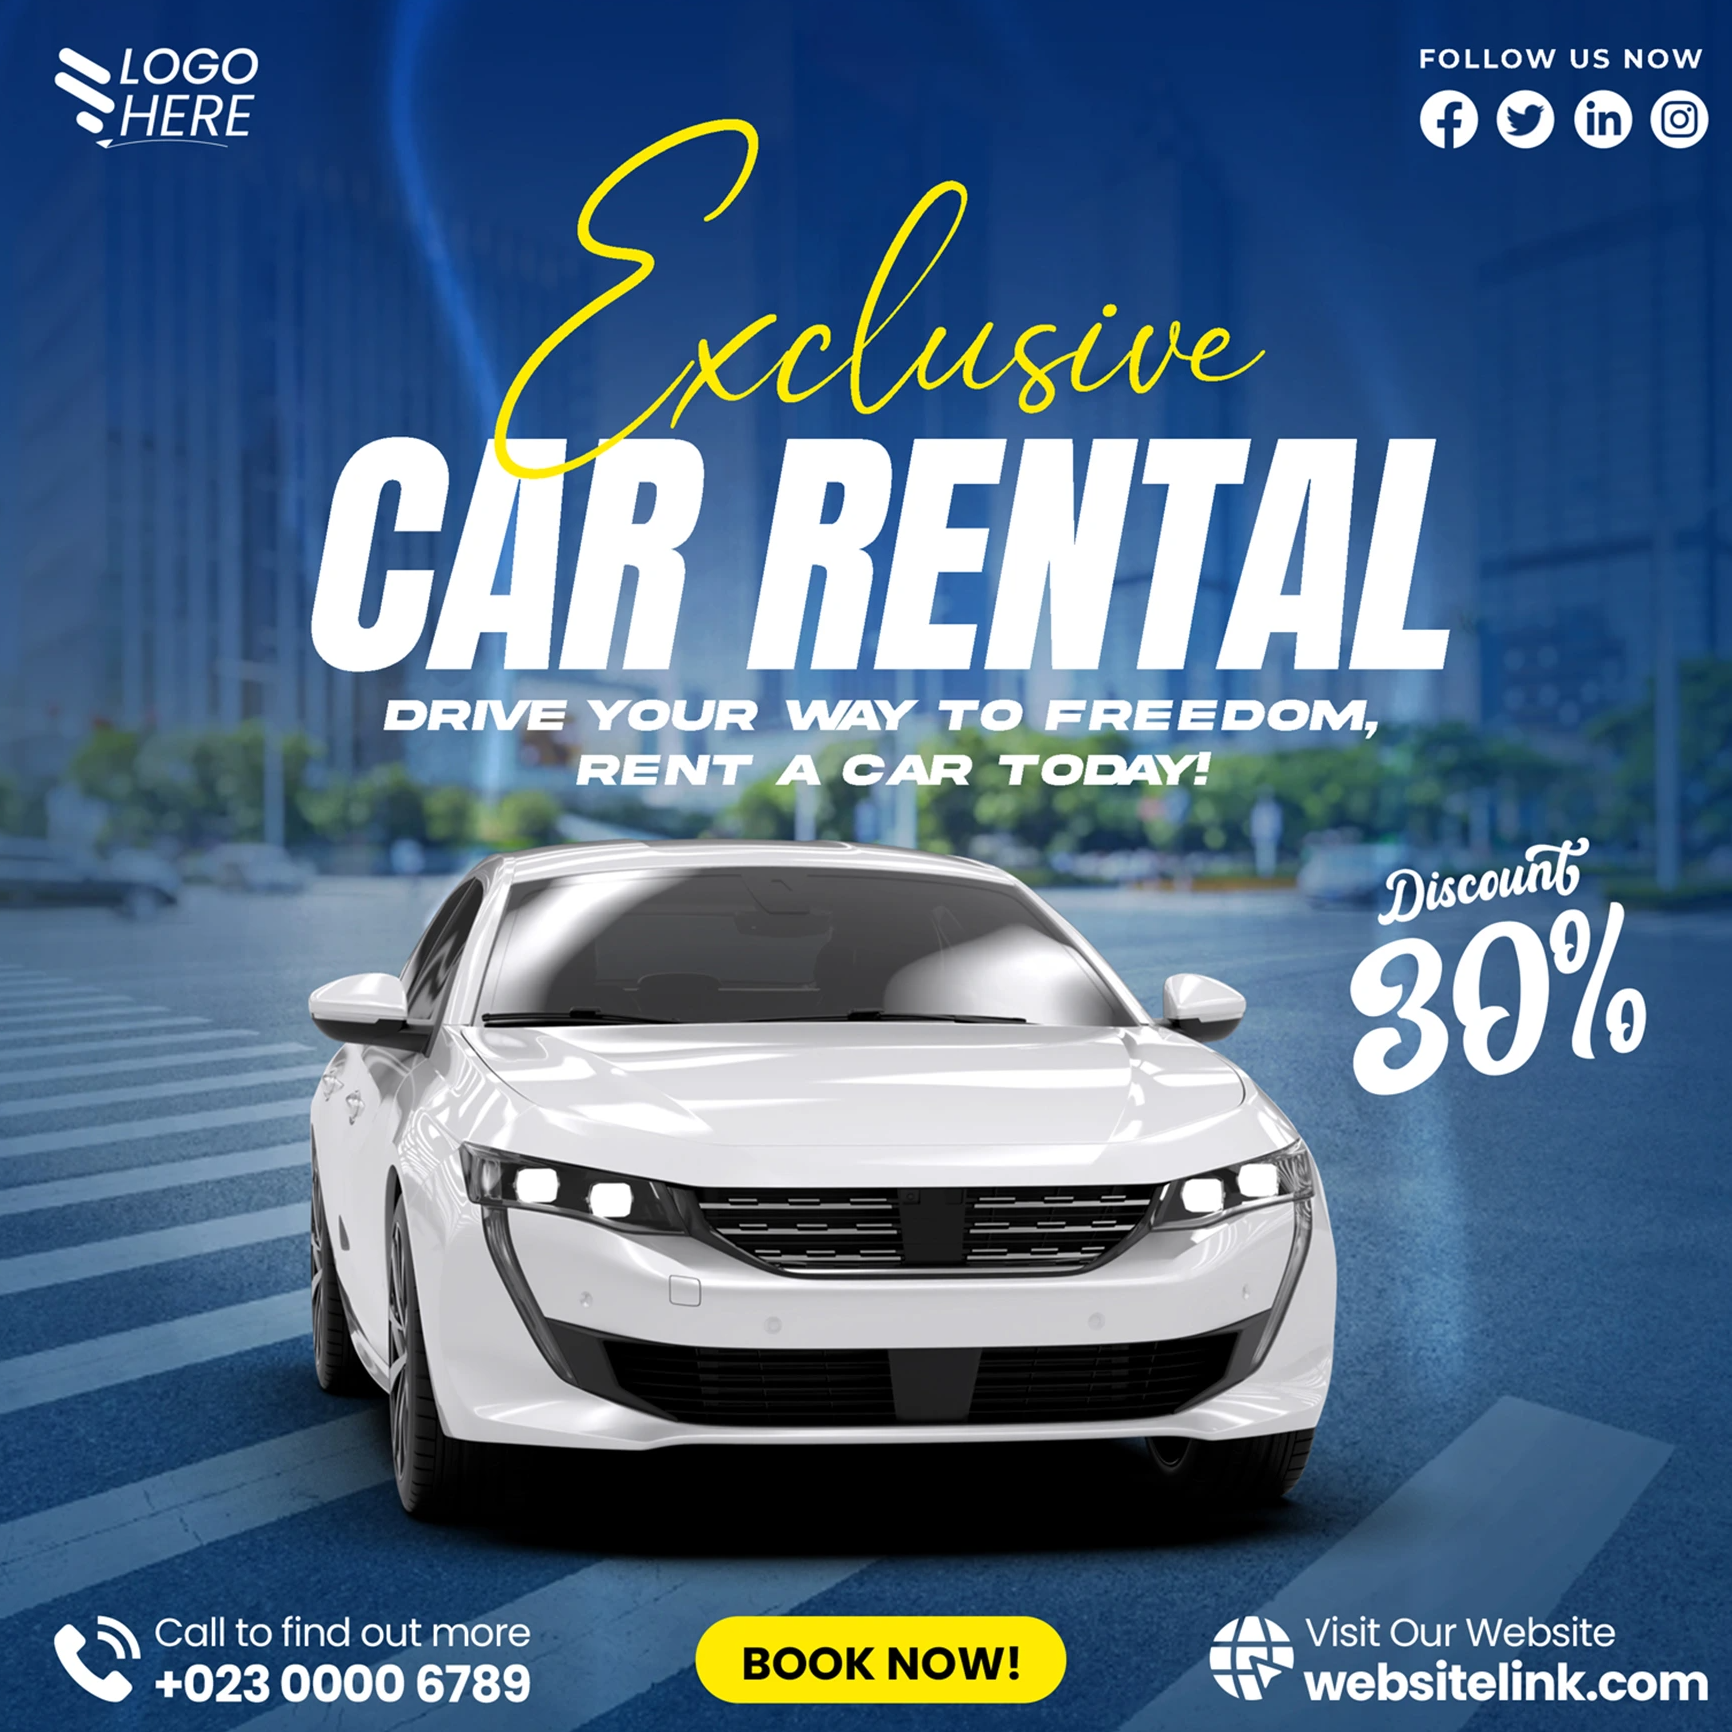 LOGO
HERE
FOLLOW US NOW
Exclusive
CAR RENTAL
DRIVE YOUR WAY TO FREEDOM,
RENT A CAR TODAY!
Discount
30%
Call to find out more
+023 0000 6789
BOOK NOW!
Visit Our Website
websitelink.com